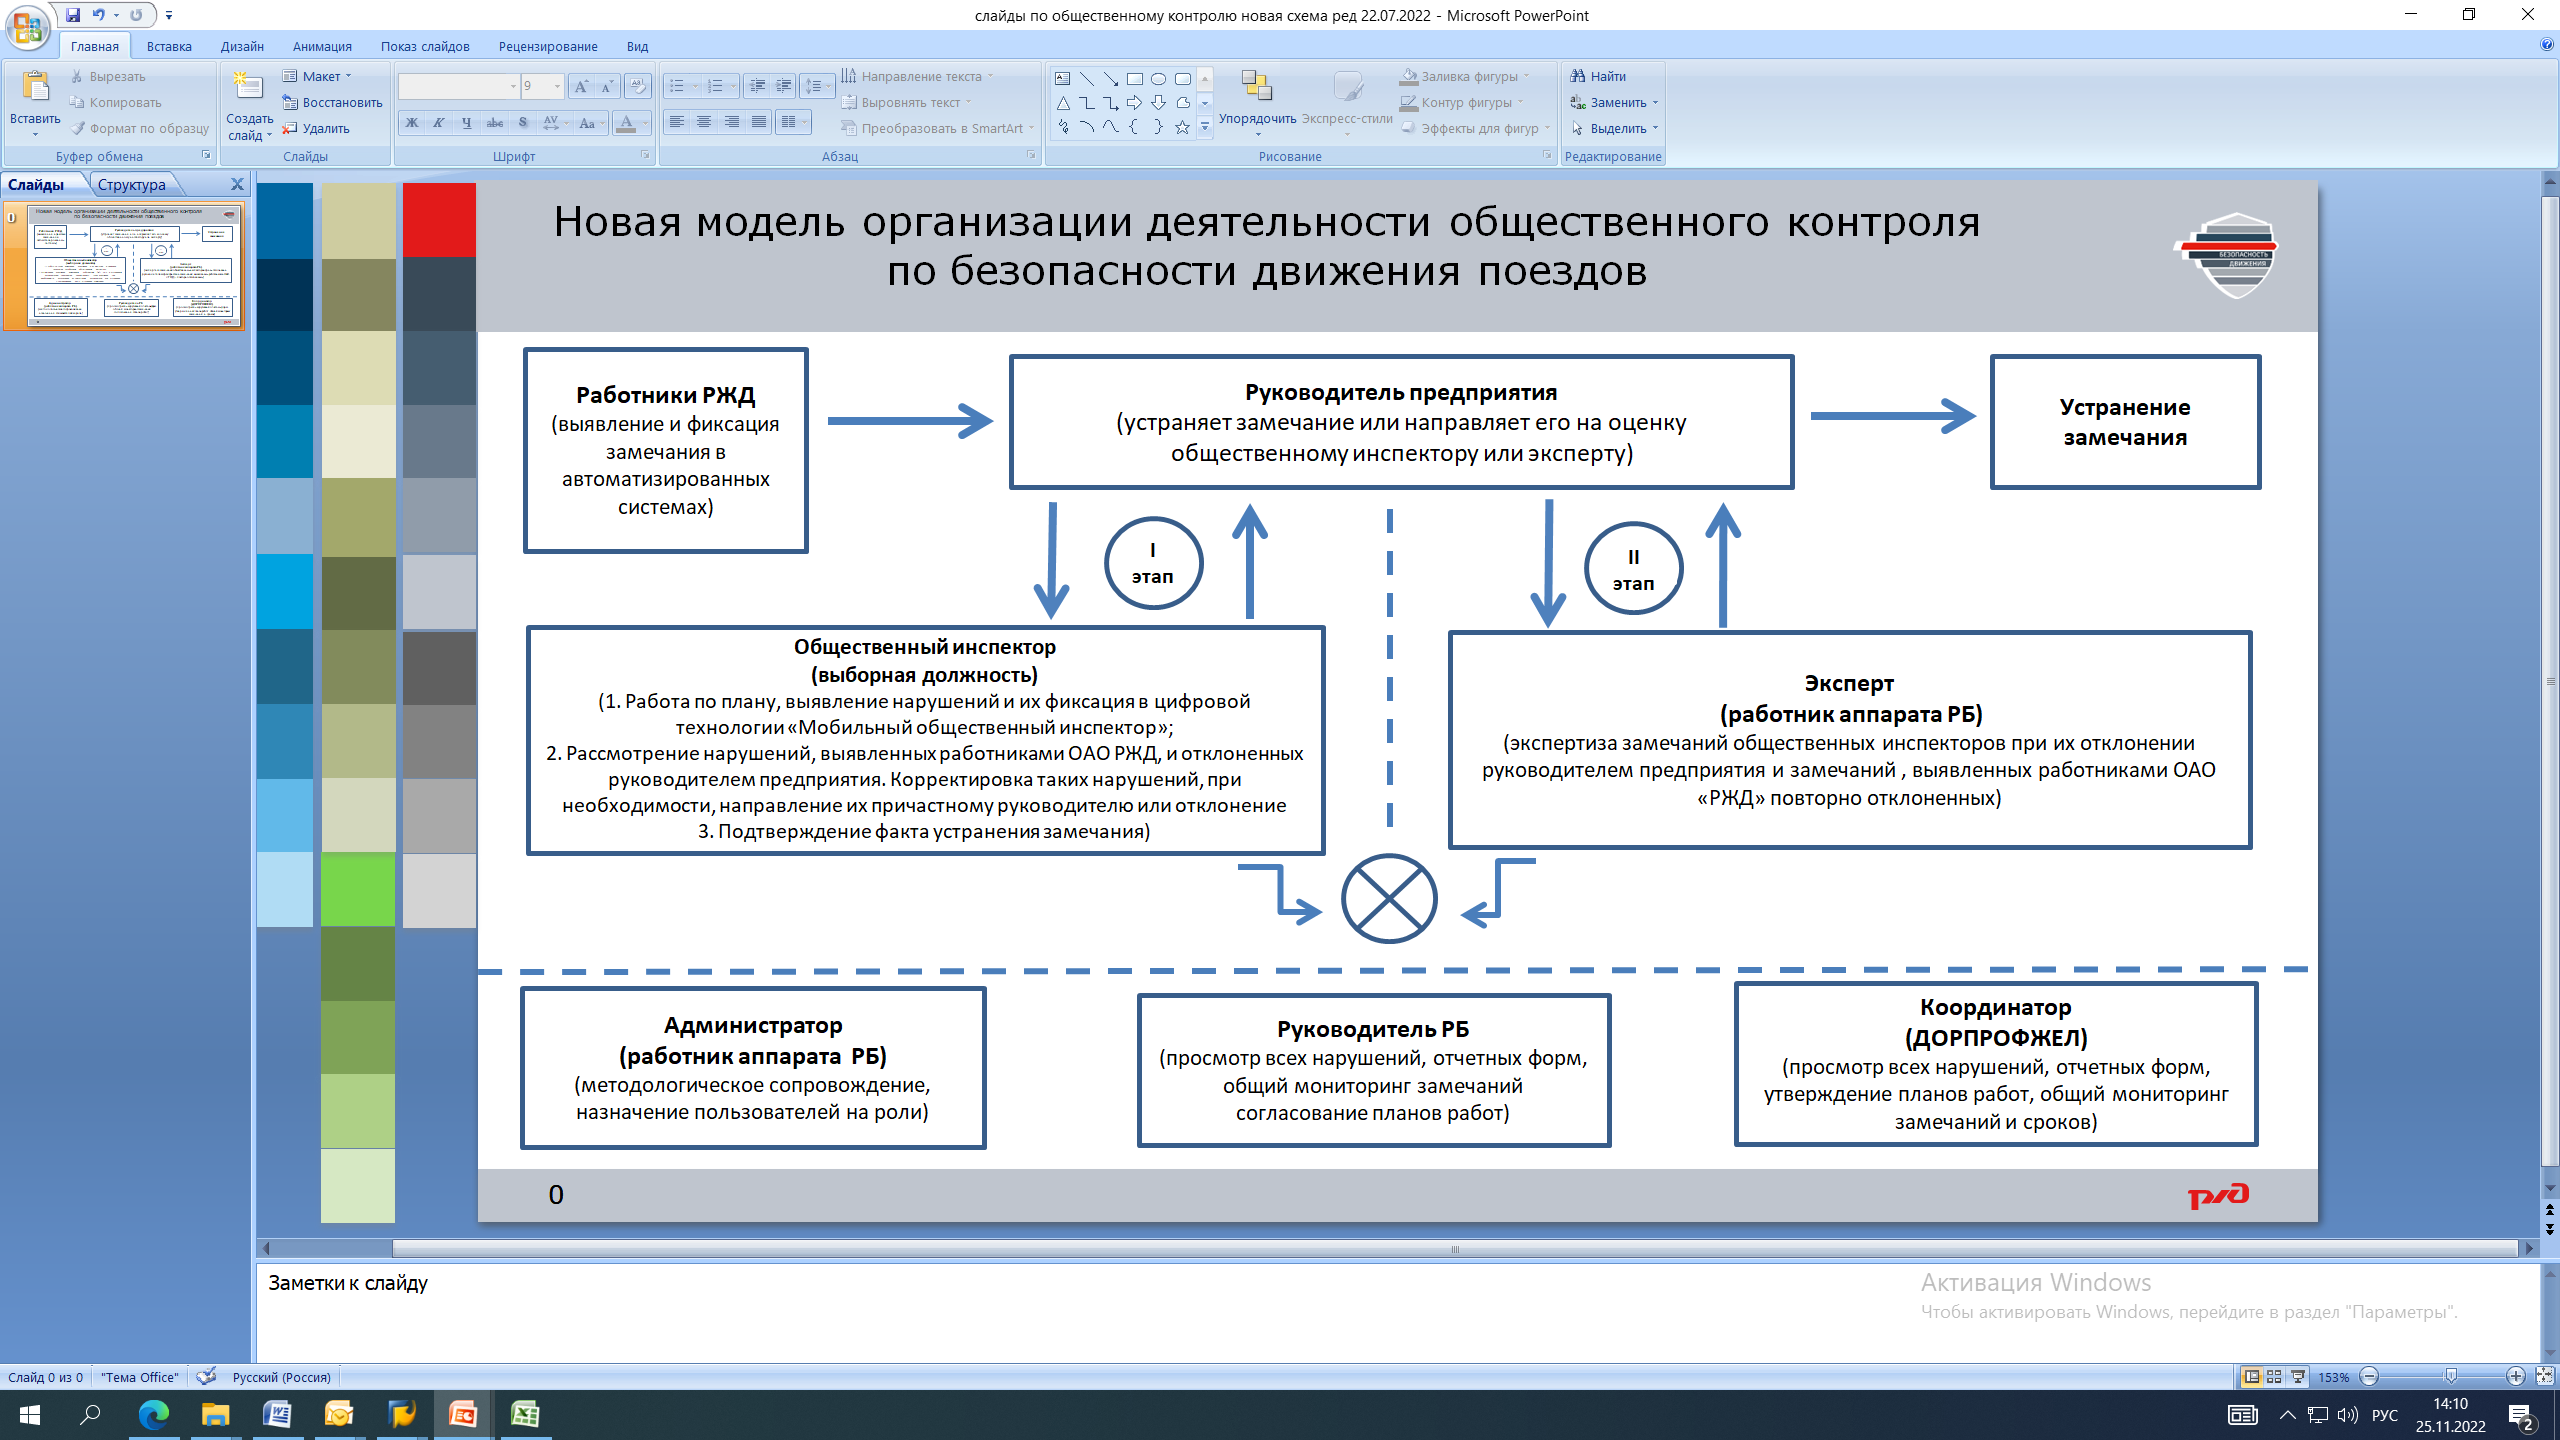 слайды по общественному контролю новая схема ред 22.07.2022 - Microsoft PowerPoint
Главная
Вставка
Дизайн
Анимация
Показ слайдов
Рецензирование
Вид
Вставить
Вырезать
Копировать
Формат по образцу
Буфер обмена
Создать
слайд
Макет
Восстановить
Удалить
Слайды
9
Ж К Ч abc S AV Aa A
Шрифт
Направление текста
Выровнять текст
Преобразовать в SmartArt
Абзац
Упорядочить
Экспресс-стили
Заливка фигуры
Контур фигуры
Эффекты для фигур
Рисование
Найти
Заменить
Выделить
Редактирование
Слайды
Структура
0
Новая модель организации деятельности общественного контроля
по безопасности движения поездов
БЕЗОПАСНОСТЬ
ДВИЖЕНИЯ
Работники РЖД
(выявление и фиксация
замечания в
автоматизированных
системах)
Руководитель предприятия
(устраняет замечание или направляет его на оценку
общественному инспектору или эксперту)
Устранение
замечания
I
этап
II
этап
Общественный инспектор
(выборная должность)
(1. Работа по плану, выявление нарушений и их фиксация в цифровой
технологии «Мобильный общественный инспектор»;
2. Рассмотрение нарушений, выявленных работниками ОАО РЖД, и отклоненных
руководителем предприятия. Корректировка таких нарушений, при
необходимости, направление их причастному руководителю или отклонение
3. Подтверждение факта устранения замечания)
Эксперт
(работник аппарата РБ)
(экспертиза замечаний общественных инспекторов при их отклонении
руководителем предприятия и замечаний , выявленных работниками ОАО
«РЖД» повторно отклоненных)
Администратор
(работник аппарата РБ)
(методологическое сопровождение,
назначение пользователей на роли)
Руководитель РБ
(просмотр всех нарушений, отчетных форм,
общий мониторинг замечаний
согласование планов работ)
Координатор
(ДОРПРОФЖЕЛ)
(просмотр всех нарушений, отчетных форм,
утверждение планов работ, общий мониторинг
замечаний и сроков)
0
ржд
Заметки к слайду
Активация Windows
Чтобы активировать Windows, перейдите в раздел "Параметры".
Слайд 0 из 0
"Тема Office"
Русский (Россия)
153%
РУС
14:10
25.11.2022
2